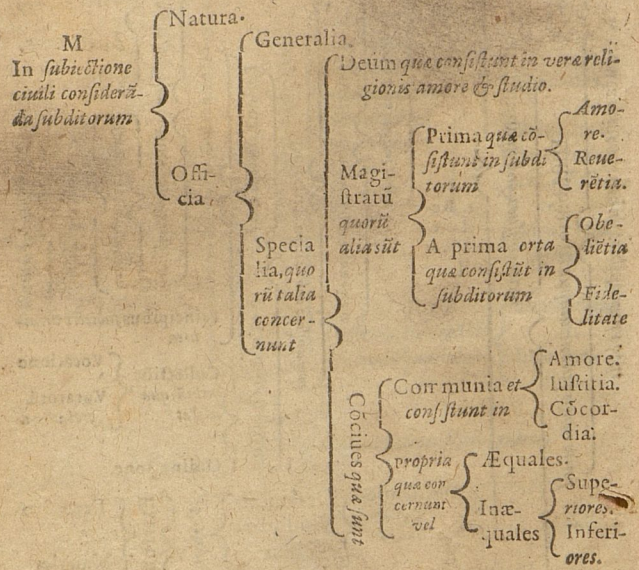 M
In subiectione
ciuili considerā-
da subditorum
Natura.
Offi-
cia
Generalia.
Specia
lia, quo
rū talia
concer-
nunt
Deum quæ consistunt in veræ reli-
gionis amore & studio.
Magi-
stratū
quorū
alia sūt
Prima quæ cō-
sistunt in subdi
torum
Amo-
re.
Reue-
rētia.
A prima orta
quæ consistūt in
subditorum
Obe-
diētia
Fide-
litate
Cōciues quæ sunt
Communia et
consistunt in
Amore.
Iustitia.
Cōcor-
dia.
propria
quæ con
cernunt
vel
Æquales.
Inæ-
quales
Supe-
riores.
Inferi-
ores.